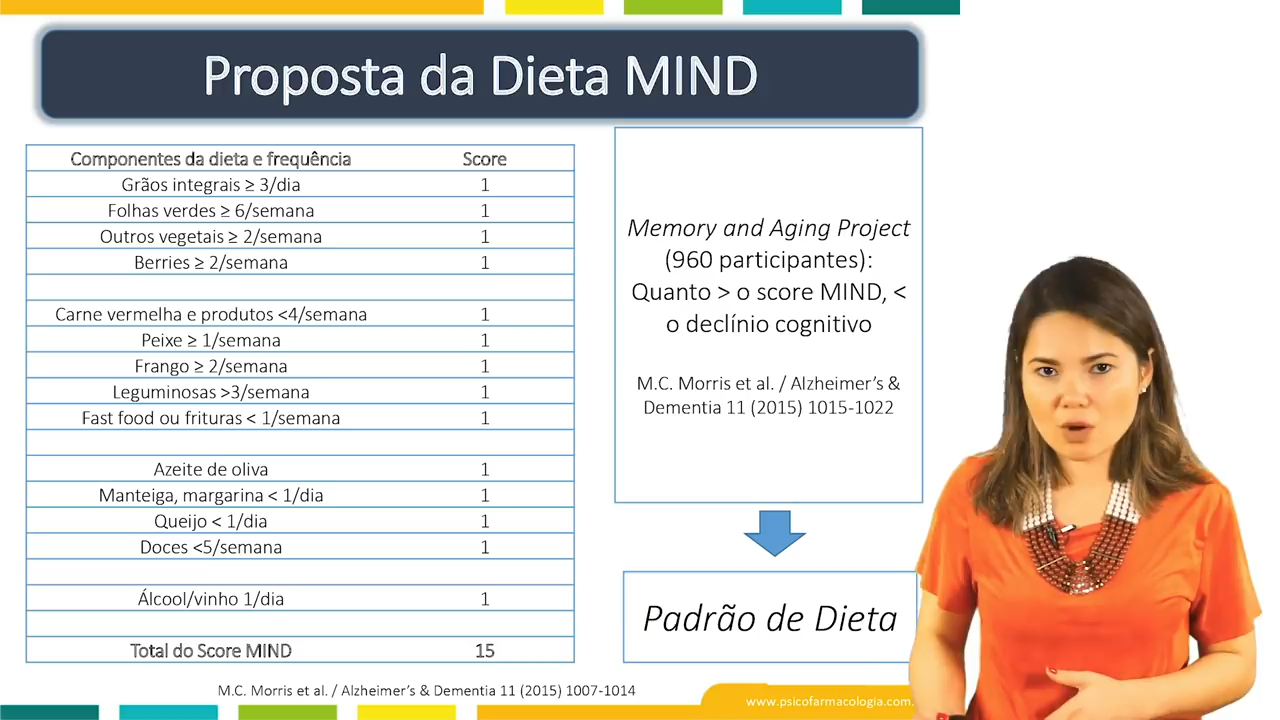 Proposta da Dieta MIND
Componentes da dieta e frequência Score
Grãos integrais ≥ 3/dia 1
Folhas verdes ≥ 6/semana 1
Outros vegetais ≥ 2/semana 1
Berries ≥ 2/semana 1
Carne vermelha e produtos <4/semana 1
Peixe ≥ 1/semana 1
Frango ≥ 2/semana 1
Leguminosas >3/semana 1
Fast food ou frituras < 1/semana 1
Azeite de oliva 1
Manteiga, margarina < 1/dia 1
Queijo < 1/dia 1
Doces <5/semana 1
Álcool/vinho 1/dia 1
Total do Score MIND 15
Memory and Aging Project
(960 participantes):
Quanto > o score MIND, <
o declínio cognitivo
M.C. Morris et al. / Alzheimer’s &
Dementia 11 (2015) 1015-1022
Padrão de Dieta
M.C. Morris et al. / Alzheimer’s & Dementia 11 (2015) 1007-1014
www.psicofarmacologia.com.